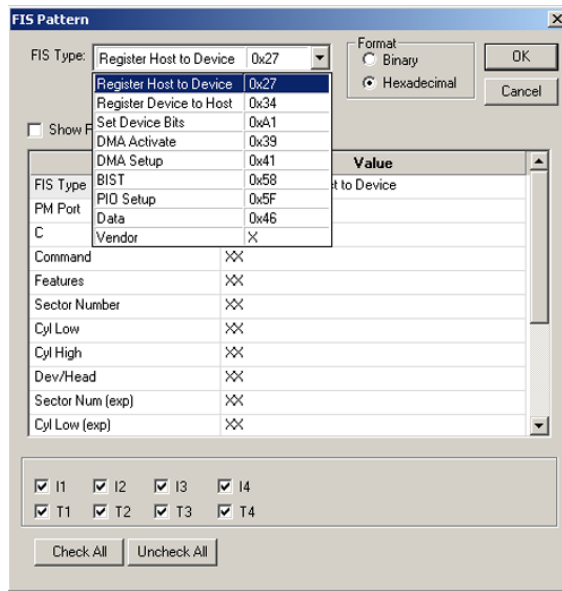 FIS Pattern
FIS Type: Register Host to Device 0x27
Format
Binary
Hexadecimal
OK
Cancel
Register Host to Device 0x27
Register Device to Host 0x34
Set Device Bits 0xA1
DMA Activate 0x39
DMA Setup 0x41
BIST 0x58
PIO Setup 0x5F
Data 0x46
Vendor X
Show F
Value
FIS Type t to Device
PM Port
C
Command XX
Features XX
Sector Number XX
Cyl Low XX
Cyl High XX
Dev/Head XX
Sector Num (exp) XX
Cyl Low (exp) XX
I1 I2 I3 I4
T1 T2 T3 T4
Check All Uncheck All